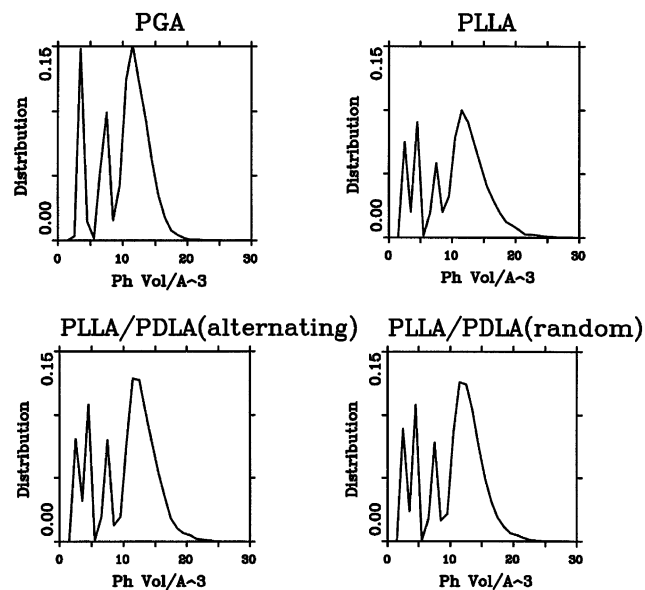 PGA
0.15
Distribution
0.00
0 10 20 30
Ph Vol/A~3
PLLA
0.15
Distribution
0.00
0 10 20 30
Ph Vol/A~3
PLLA/PDLA(alternating)
0.15
Distribution
0.00
0 10 20 30
Ph Vol/A~3
PLLA/PDLA(random)
0.15
Distribution
0.00
0 10 20 30
Ph Vol/A~3